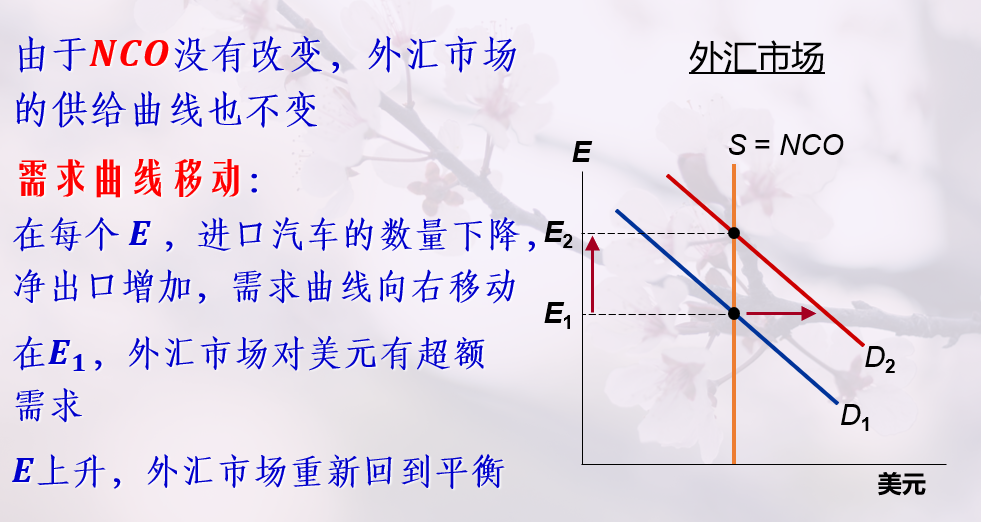 由于NCO没有改变，外汇市场
的供给曲线也不变
需求曲线移动：
在每个 E ，进口汽车的数量下降，
净出口增加，需求曲线向右移动
在E₁，外汇市场对美元有超额
需求
E上升，外汇市场重新回到平衡
外汇市场
S = NCO
E
E₂
E₁
D₂
D₁
美元